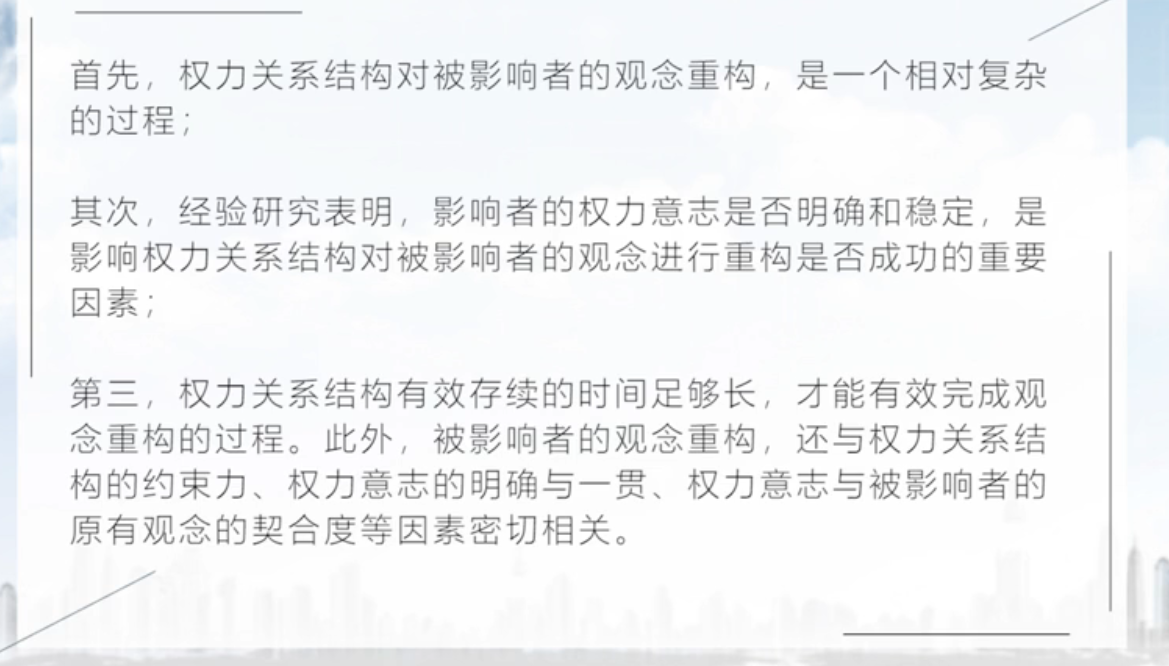 首先，权力关系结构对被影响者的观念重构，是一个相对复杂
的过程；
其次，经验研究表明，影响者的权力意志是否明确和稳定，是
影响权力关系结构对被影响者的观念进行重构是否成功的重要
因素；
第三，权力关系结构有效存续的时间足够长，才能有效完成观
念重构的过程。此外，被影响者的观念重构，还与权力关系结
构的约束力、权力意志的明确与一贯、权力意志与被影响者的
原有观念的契合度等因素密切相关。